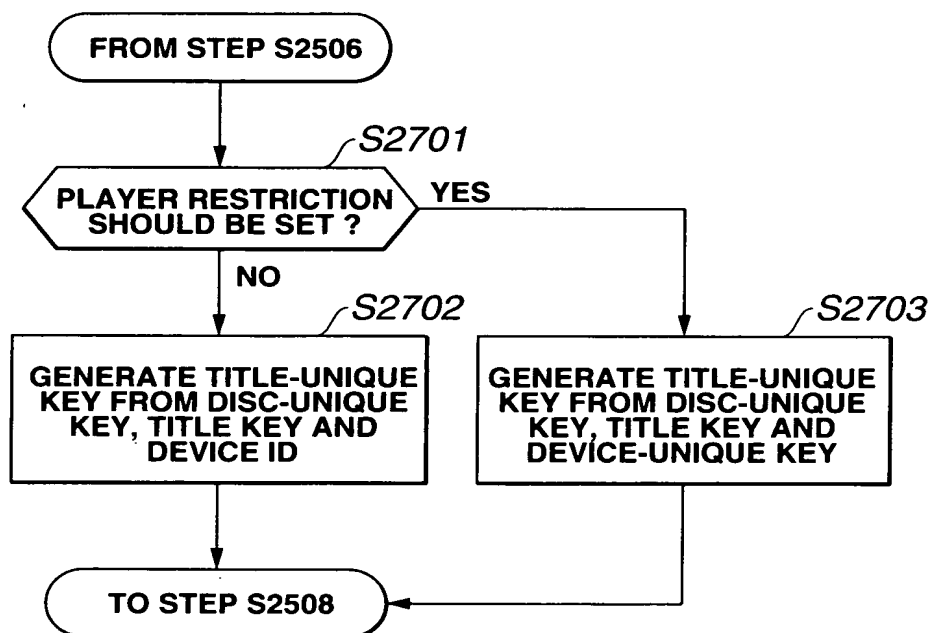 FROM STEP S2506
S2701
PLAYER RESTRICTION
SHOULD BE SET ?
YES
NO
S2702
GENERATE TITLE-UNIQUE
KEY FROM DISC-UNIQUE
KEY, TITLE KEY AND
DEVICE ID
S2703
GENERATE TITLE-UNIQUE
KEY FROM DISC-UNIQUE
KEY, TITLE KEY AND
DEVICE-UNIQUE KEY
TO STEP S2508